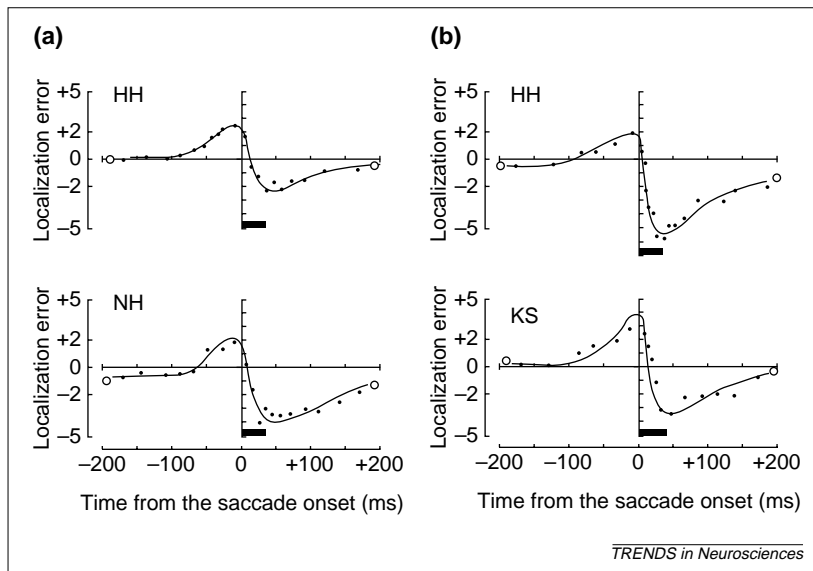 (a)
HH
Localization error
+5
+2
0
−2
−5
NH
Localization error
+5
+2
0
−2
−5
−200 −100 0 +100 +200
Time from the saccade onset (ms)
(b)
HH
Localization error
+5
+2
0
−2
−5
KS
Localization error
+5
+2
0
−2
−5
−200 −100 0 +100 +200
Time from the saccade onset (ms)
TRENDS in Neurosciences